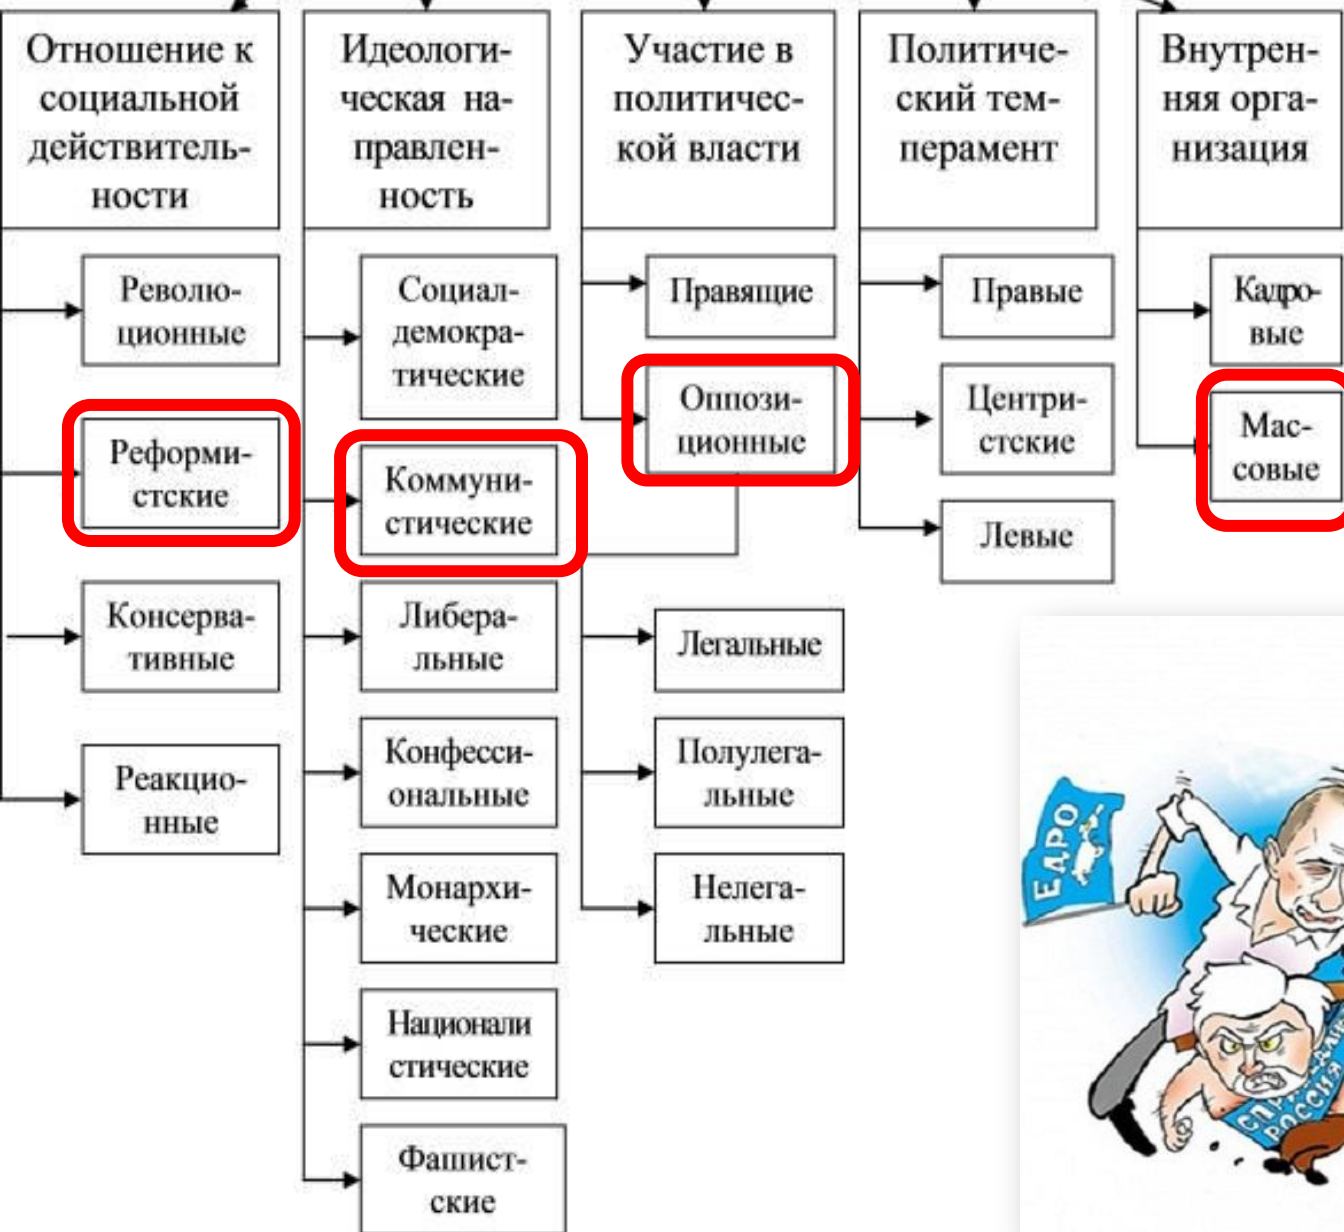 Отношение к
социальной
действитель-
ности
Револю-
ционные
Реформи-
стские
Консерва-
тивные
Реакцио-
нные
Идеологи-
ческая на-
правлен-
ность
Социал-
демокра-
тические
Коммуни-
стические
Либера-
льные
Конфесси-
ональные
Монархи-
ческие
Национали
стические
Фашист-
ские
Участие в
политичес-
кой власти
Правящие
Оппози-
ционные
Легальные
Полулега-
льные
Нелега-
льные
Политиче-
ский тем-
перамент
Правые
Центри-
стские
Левые
Внутрен-
няя орга-
низация
Кадро-
вые
Мас-
совые
ЕДРО
РОССИЯ